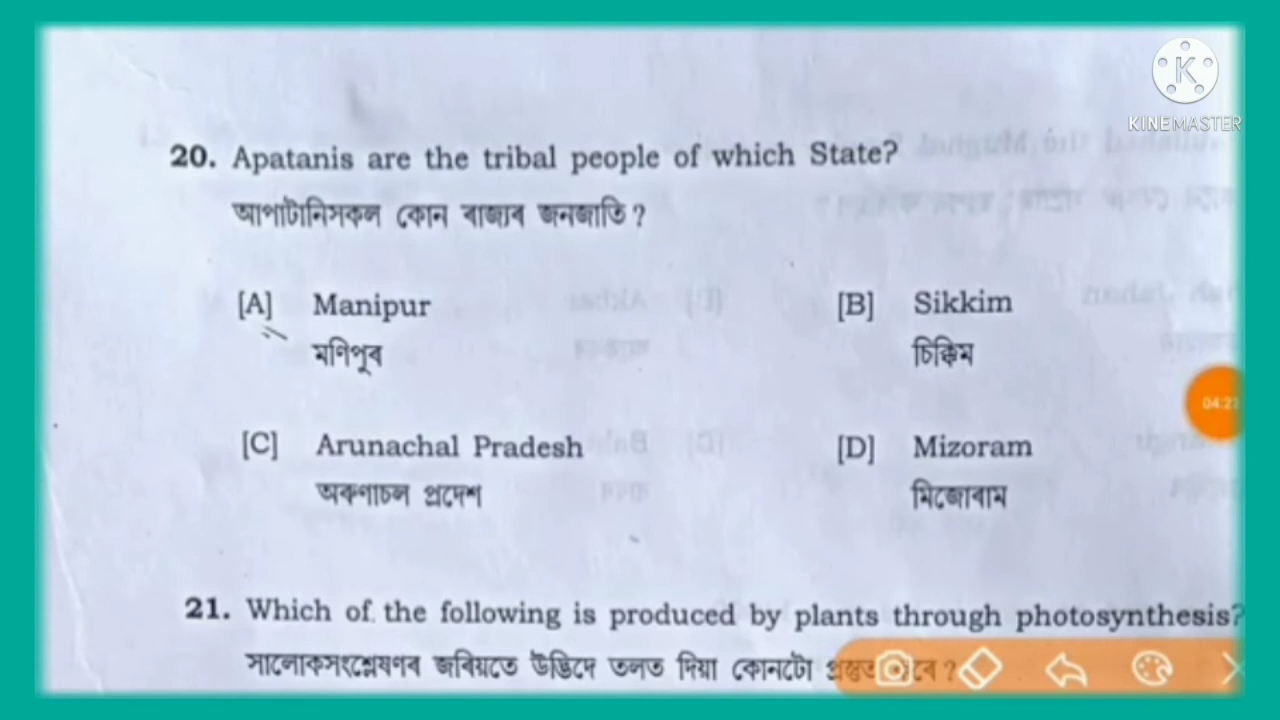 KINEMASTER
20. Apatanis are the tribal people of which State?
আপাটানিসকল কোন ৰাজ্যৰ জনজাতি ?
[A] Manipur
মণিপুৰ
[B] Sikkim
চিক্কিম
04:2
[C] Arunachal Pradesh
অৰুণাচল প্ৰদেশ
[D] Mizoram
মিজোৰাম
21. Which of the following is produced by plants through photosynthesis?
সালোকসংশ্লেষণৰ জৰিয়তে উদ্ভিদে তলত দিয়া কোনটো